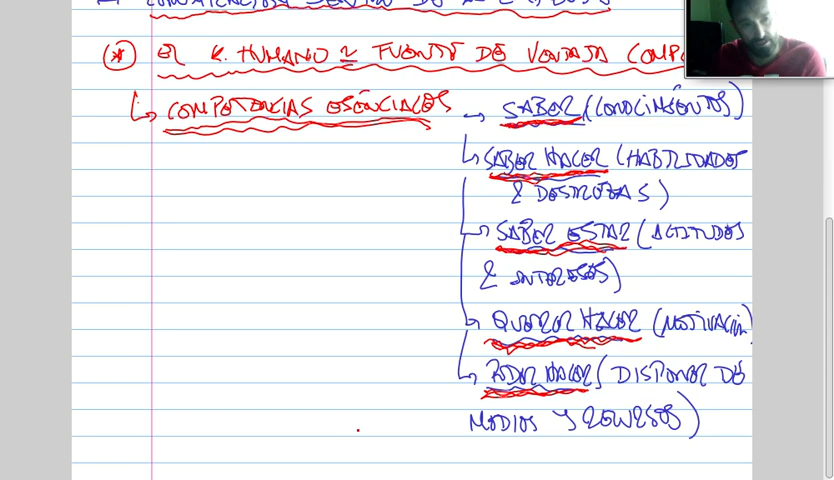 (*) EL K. HUMANO ≃ FUENTE DE VENTAJA COMP
↳ COMPETENCIAS ESENCIALES → SABER (CONOCIMIENTOS)
↳ SABER HACER (HABILIDADES
& DESTREZAS)
↳ SABER ESTAR (ACTITUDES
& INTERESES)
↳ QUERER HACER (MOTIVACIÓN)
↳ PODER HACER (DISPONER DE
MEDIOS Y RECURSOS)